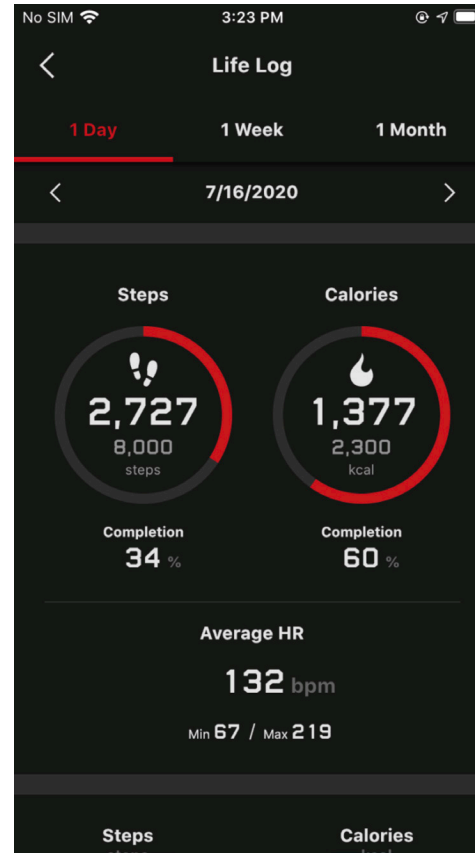 No SIM 3:23 PM
Life Log
1 Day 1 Week 1 Month
7/16/2020
Steps Calories
2,727 1,377
8,000 2,300
steps kcal
Completion Completion
34 % 60 %
Average HR
132 bpm
Min 67 / Max 219
Steps Calories